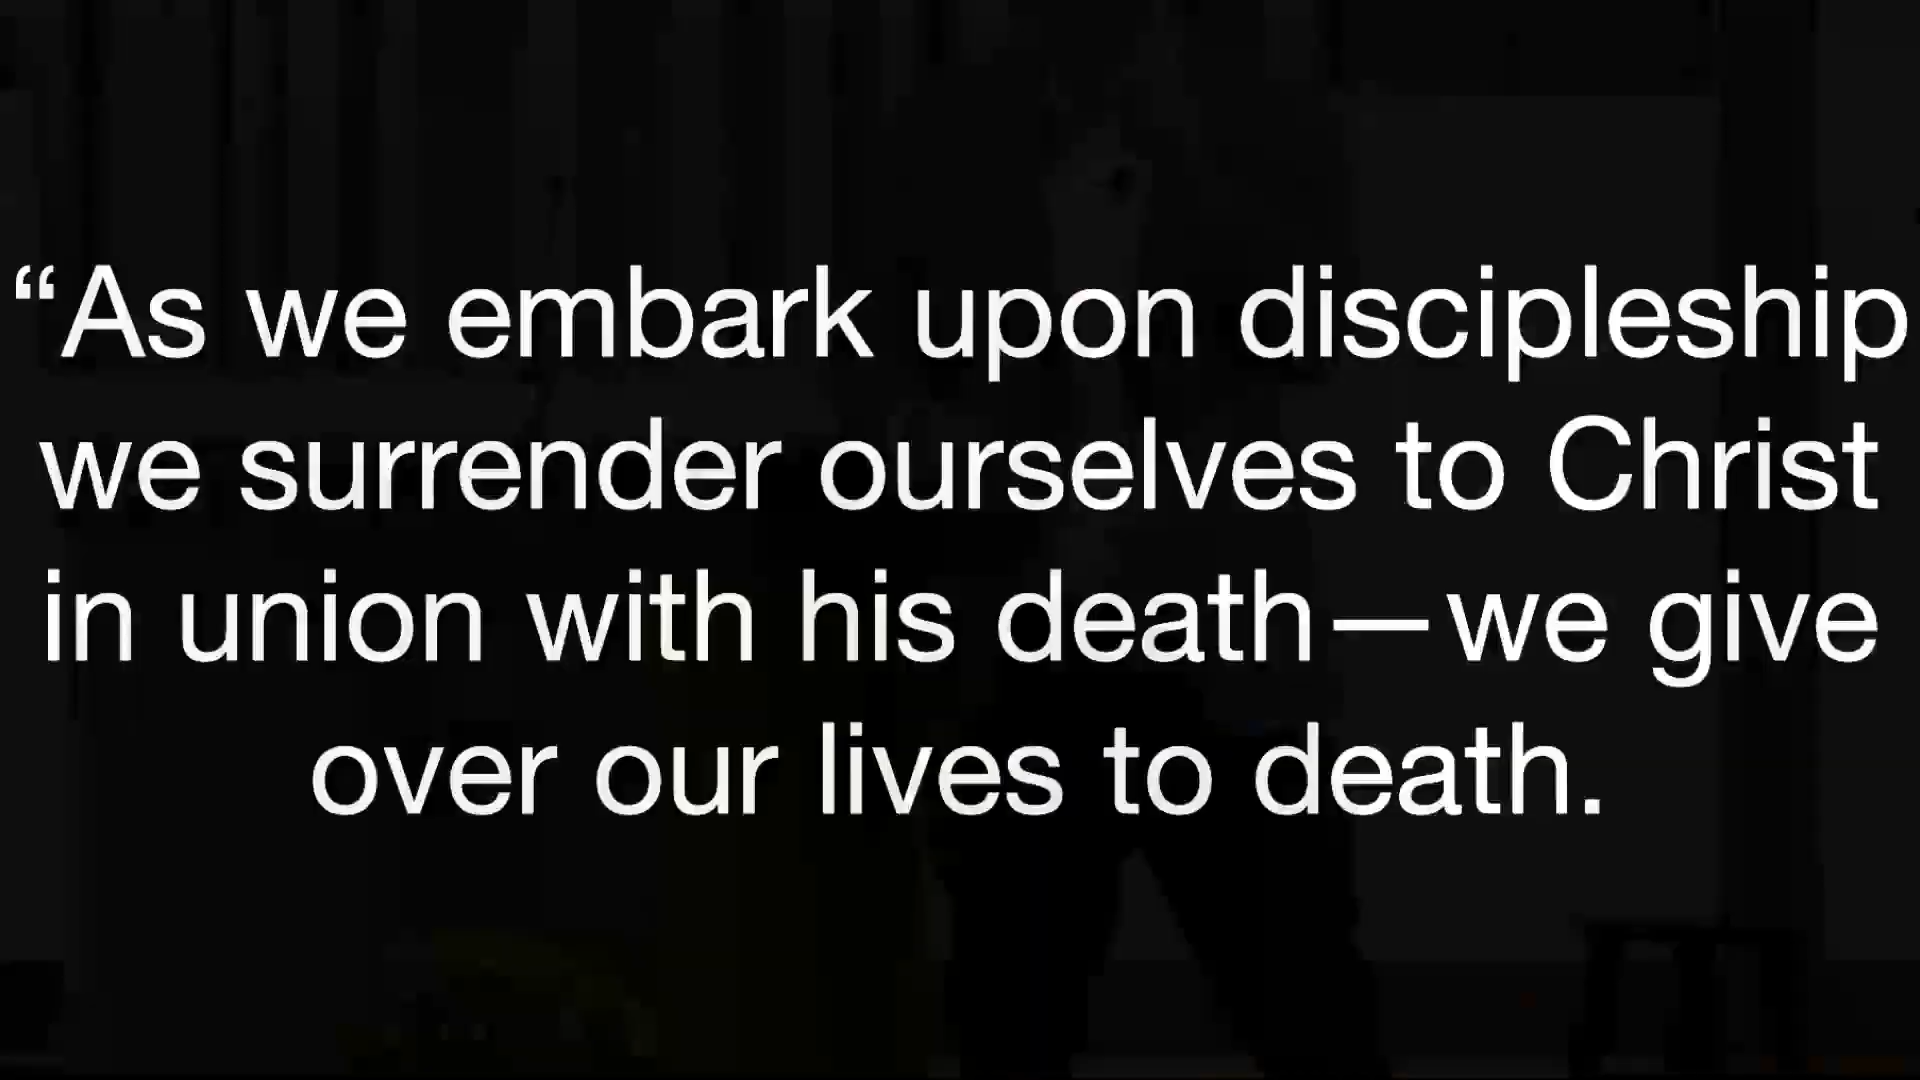 “As we embark upon discipleship
we surrender ourselves to Christ
in union with his death—we give
over our lives to death.